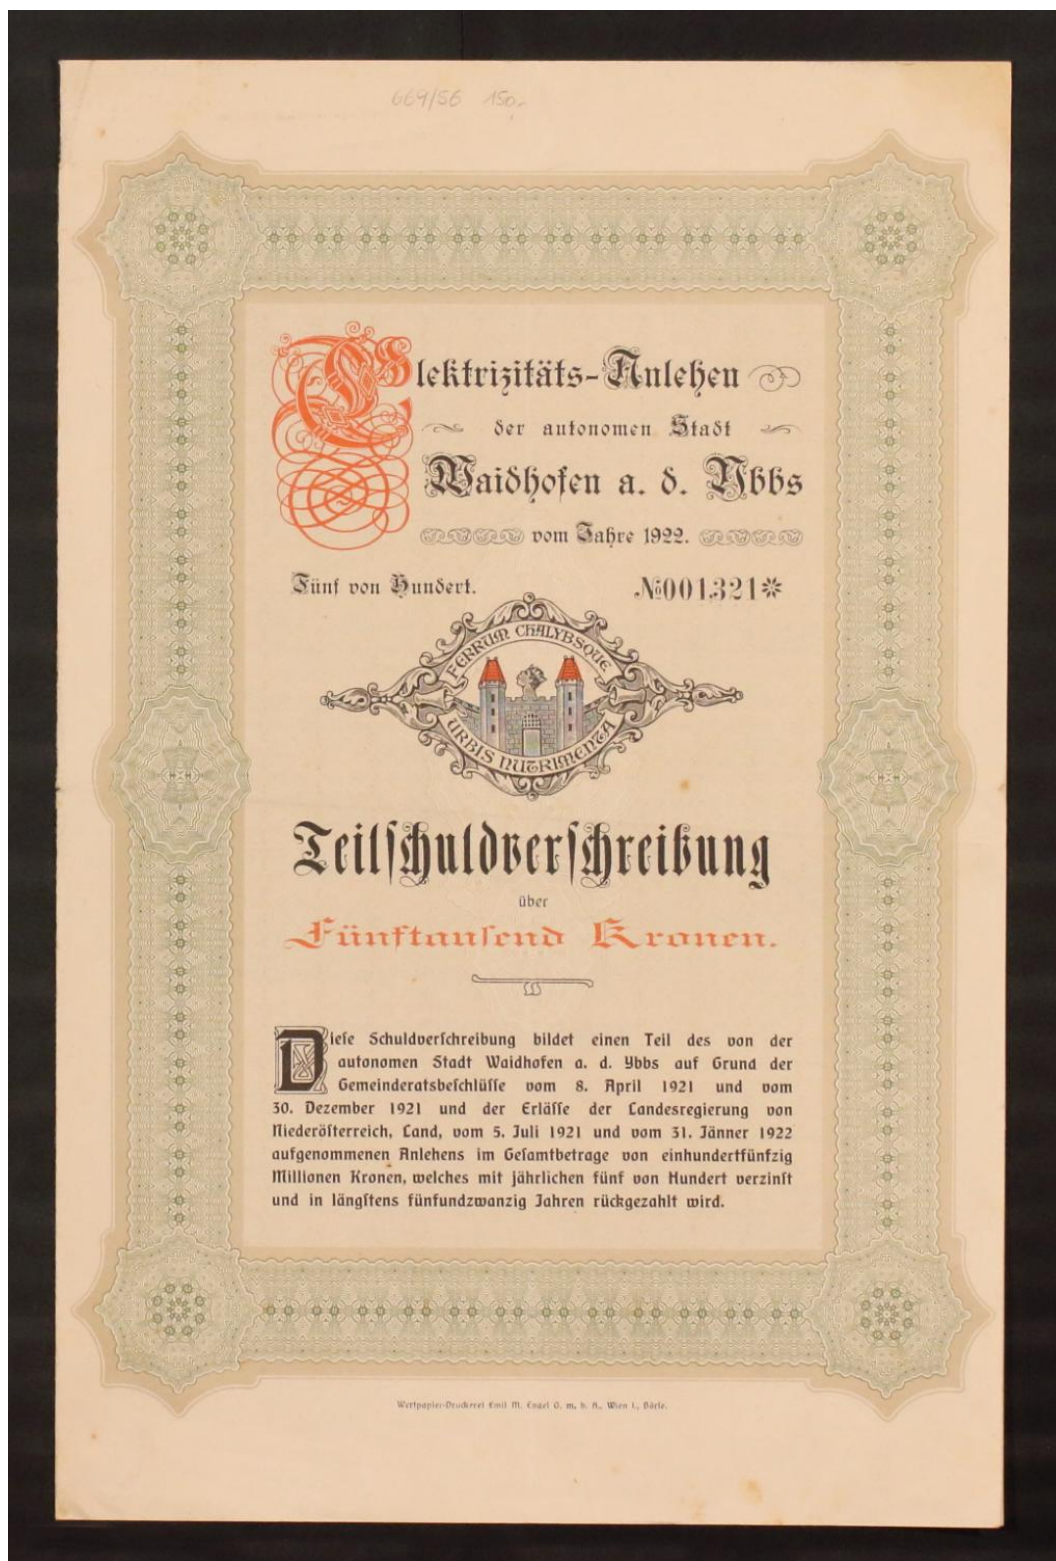 669/56 150.-
Elektrizitäts-Anlehen
der autonomen Stadt
Waidhofen a. d. Ybbs
vom Jahre 1922.
Fünf von Hundert. No 001321*
FERRUM CHALYBSQUE
URBIS NUTRIMENTA
Teilſchuldverſchreibung
über
Fünftauſend Kronen.
Dieſe Schuldverſchreibung bildet einen Teil des von der
autonomen Stadt Waidhofen a. d. Ybbs auf Grund der
Gemeinderatsbeſchlüſſe vom 8. April 1921 und vom
30. Dezember 1921 und der Erläſſe der Landesregierung von
Niederöſterreich, Land, vom 5. Juli 1921 und vom 31. Jänner 1922
aufgenommenen Anlehens im Geſamtbetrage von einhundertfünfzig
Millionen Kronen, welches mit jährlichen fünf von Hundert verzinſt
und in längſtens fünfundzwanzig Jahren rückgezahlt wird.
Wertpapier-Druckerei Emil M. Engel G. m. b. H., Wien I., Börſe.